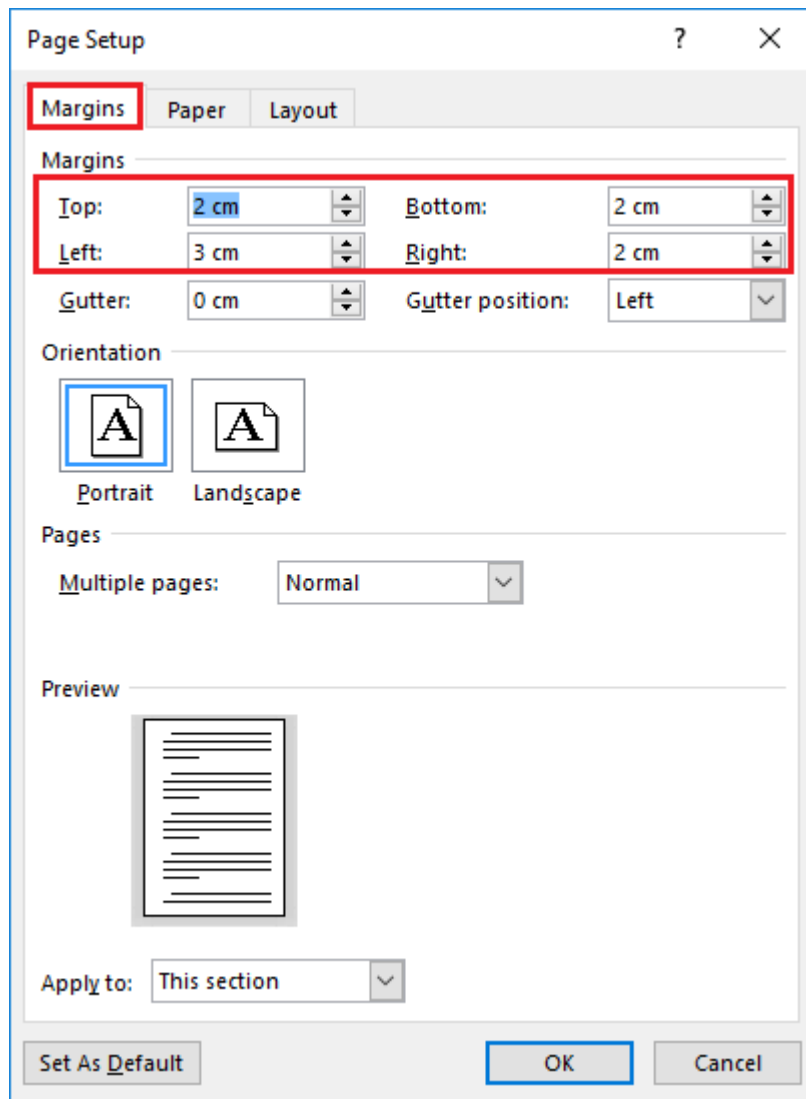 Page Setup ?
Margins Paper Layout
Margins
Top: 2 cm Bottom: 2 cm
Left: 3 cm Right: 2 cm
Gutter: 0 cm Gutter position: Left
Orientation
A A
Portrait Landscape
Pages
Multiple pages: Normal
Preview
Apply to: This section
Set As Default OK Cancel